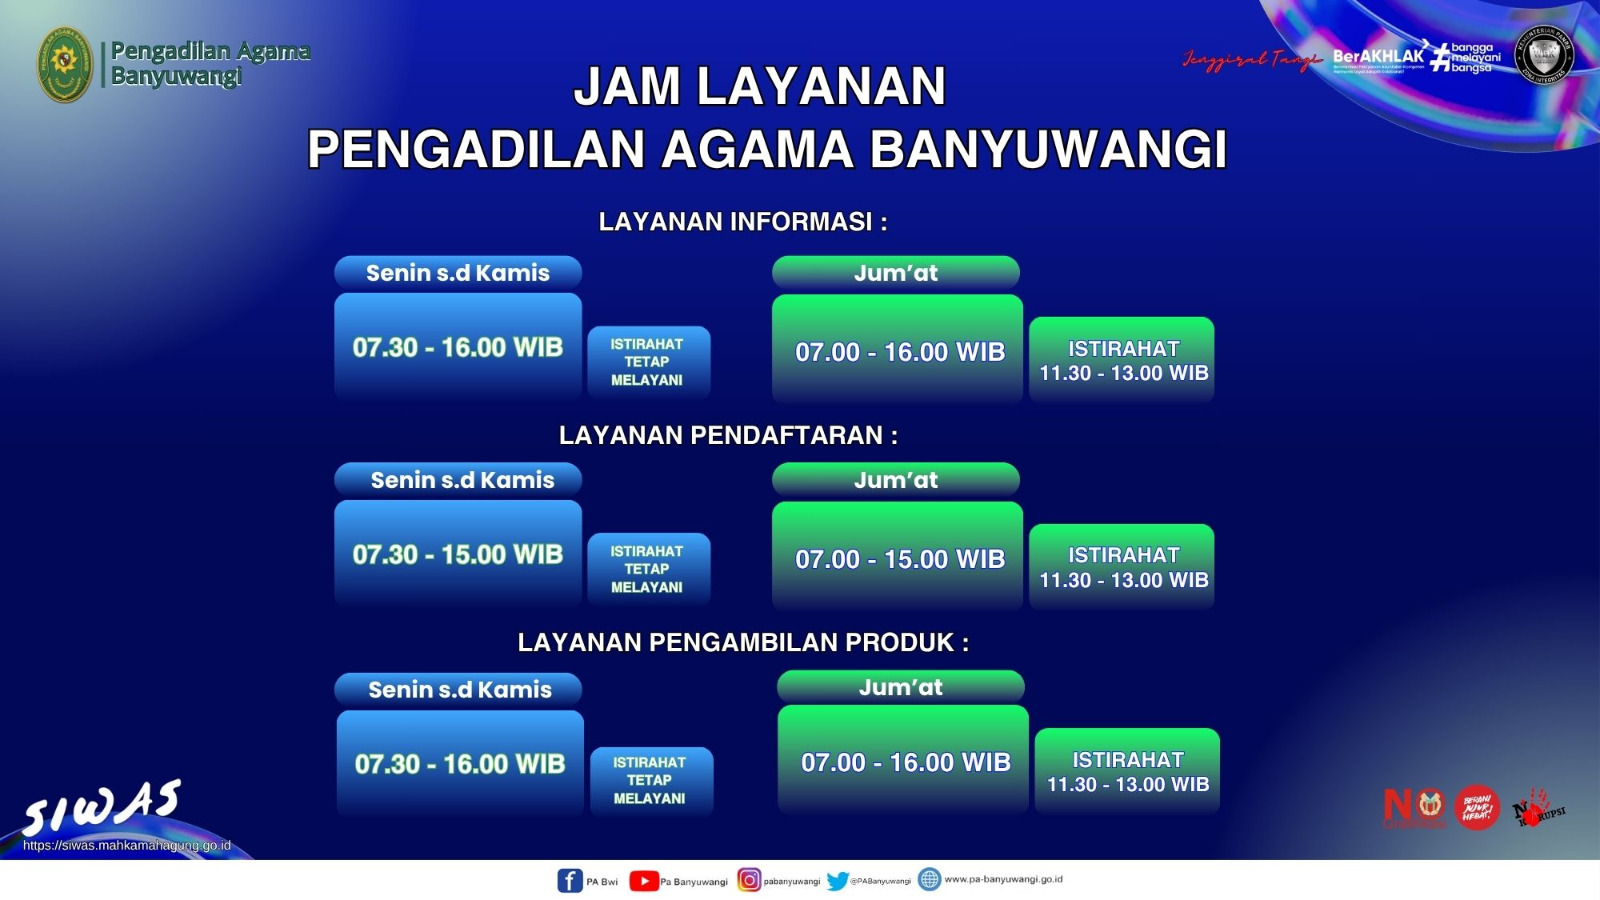 Pengadilan Agama
Banyuwangi
Jenggirat Tangi
BerAKHLAK
#bangga
melayani
bangsa
JAM LAYANAN
PENGADILAN AGAMA BANYUWANGI
LAYANAN INFORMASI :
Senin s.d Kamis
07.30 - 16.00 WIB
ISTIRAHAT
TETAP
MELAYANI
Jum’at
07.00 - 16.00 WIB
ISTIRAHAT
11.30 - 13.00 WIB
LAYANAN PENDAFTARAN :
Senin s.d Kamis
07.30 - 15.00 WIB
ISTIRAHAT
TETAP
MELAYANI
Jum’at
07.00 - 15.00 WIB
ISTIRAHAT
11.30 - 13.00 WIB
LAYANAN PENGAMBILAN PRODUK :
Senin s.d Kamis
07.30 - 16.00 WIB
ISTIRAHAT
TETAP
MELAYANI
Jum’at
07.00 - 16.00 WIB
ISTIRAHAT
11.30 - 13.00 WIB
SIWAS
https://siwas.mahkamahagung.go.id
NO
BERANI
JUJUR
HEBAT!
NO
KORUPSI
PA Bwi
Pa Banyuwangi
pabanyuwangi
@PABanyuwangi
www.pa-banyuwangi.go.id